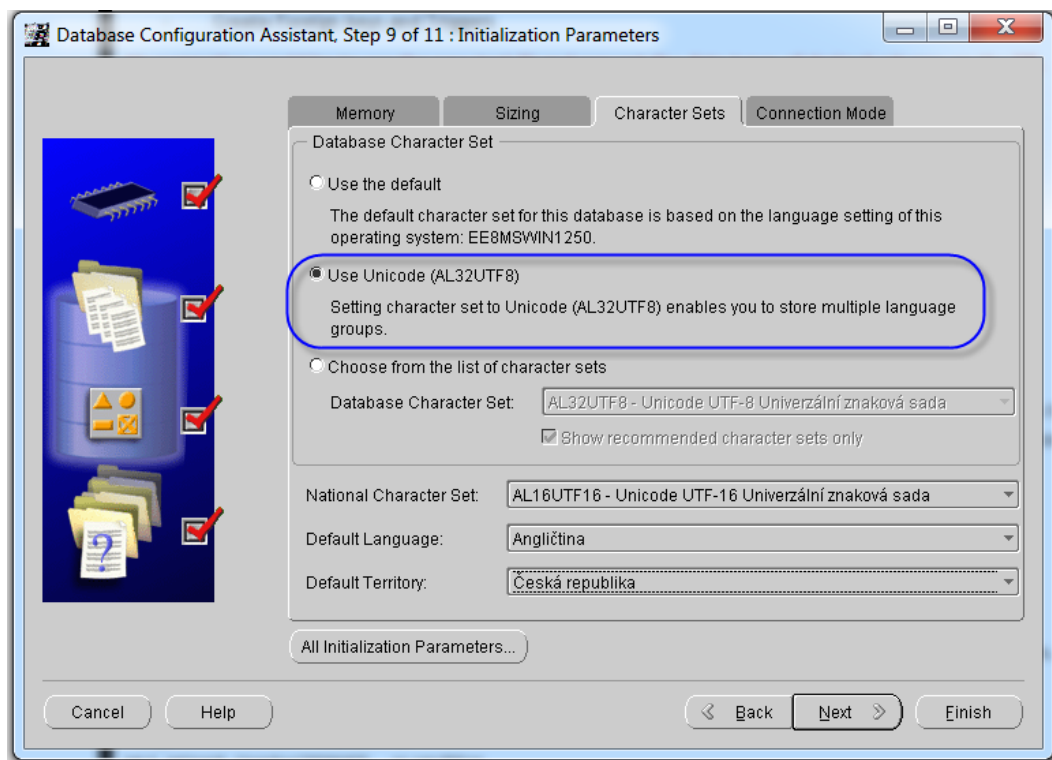 Database Configuration Assistant, Step 9 of 11 : Initialization Parameters
Memory Sizing Character Sets Connection Mode
Database Character Set
Use the default
The default character set for this database is based on the language setting of this
operating system: EE8MSWIN1250.
Use Unicode (AL32UTF8)
Setting character set to Unicode (AL32UTF8) enables you to store multiple language
groups.
Choose from the list of character sets
Database Character Set: AL32UTF8 - Unicode UTF-8 Univerzální znaková sada
Show recommended character sets only
National Character Set: AL16UTF16 - Unicode UTF-16 Univerzální znaková sada
Default Language: Angličtina
Default Territory: Česká republika
All Initialization Parameters...
Cancel Help Back Next Finish